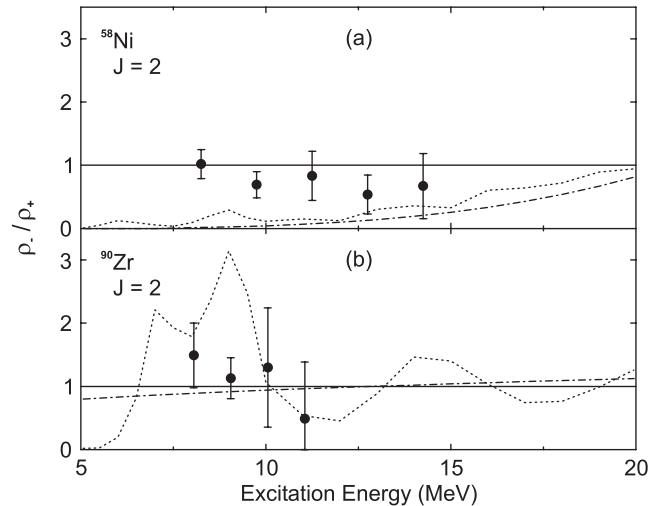 3
2
1
0
⁵⁸Ni
J = 2
(a)
ρ₋ / ρ₊
3
2
1
0
⁹⁰Zr
J = 2
(b)
5 10 15 20
Excitation Energy (MeV)